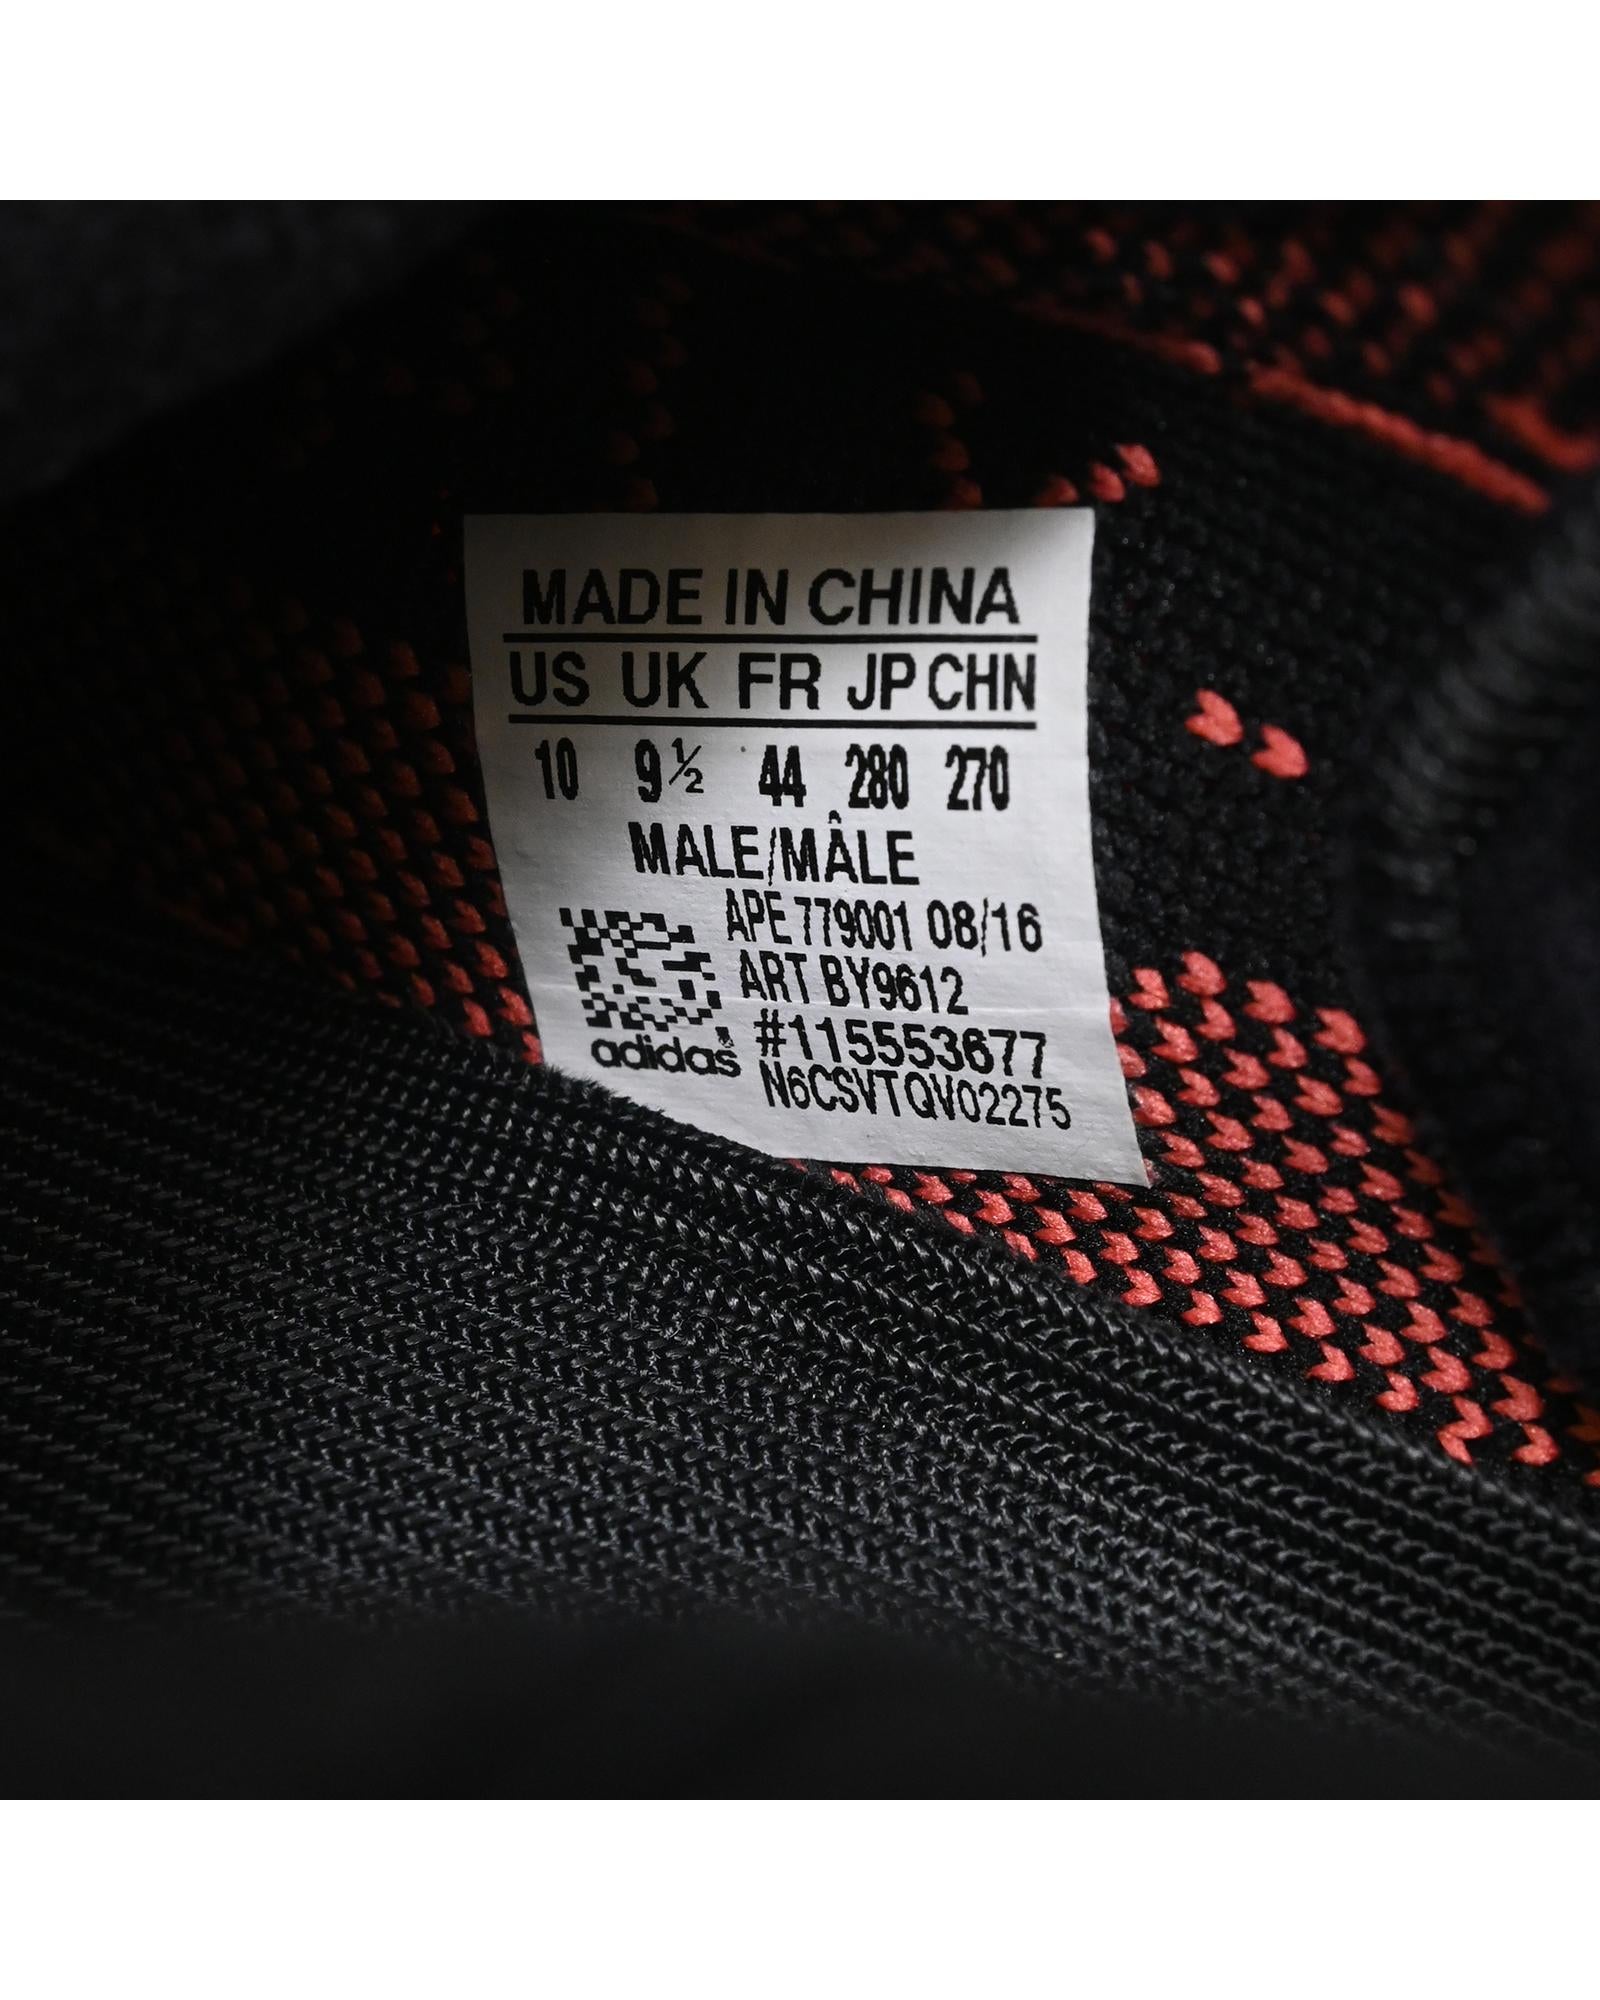 MADE IN CHINA
US UK FR JP CHN
10 9½ 44 280 270
MALE/MÂLE
APE 779001 08/16
ART BY9612
#115553677
adidas
N6CSVTQV02275